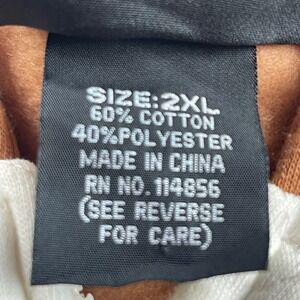 SIZE:2XL
60% COTTON
40%POLYESTER
MADE IN CHINA
RN NO. 114856
(SEE REVERSE
FOR CARE)